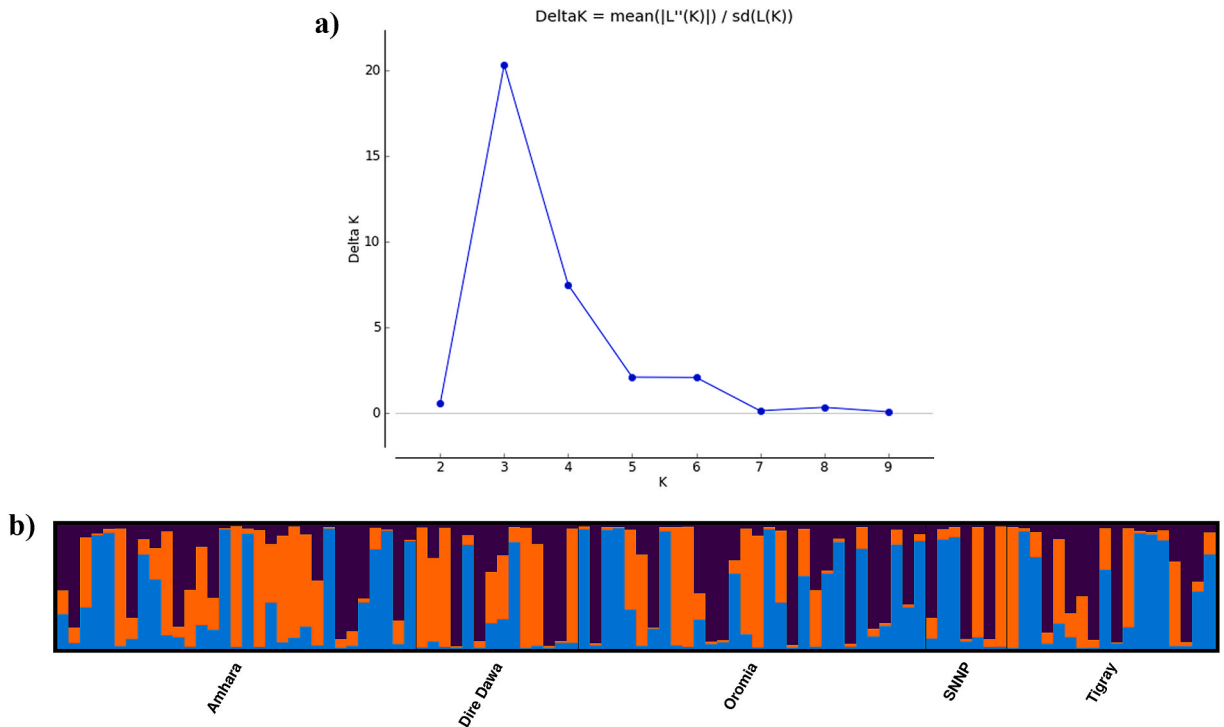 a)
DeltaK = mean(|L''(K)|) / sd(L(K))
20
15
10
5
0
Delta K
2 3 4 5 6 7 8 9
K
b)
Amhara
Dire Dawa
Oromia
SNNP
Tigray